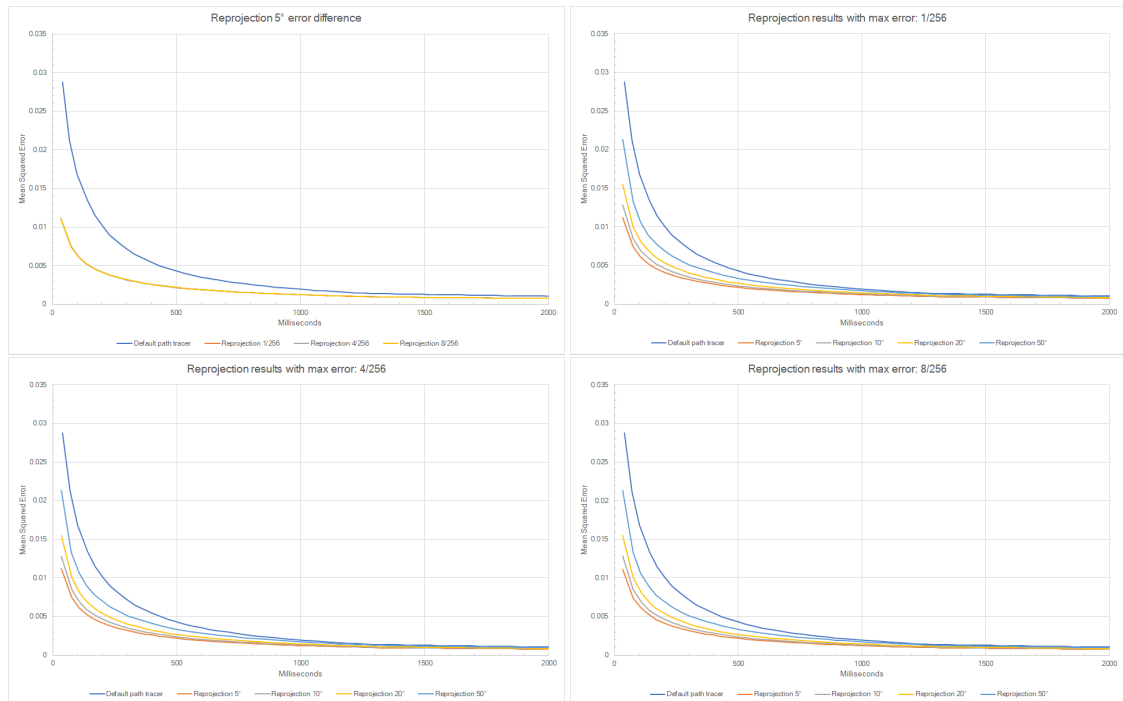 Reprojection 5° error difference
0.035
0.03
0.025
0.02
0.015
0.01
0.005
0
Mean Squared Error
0 500 1000 1500 2000
Milliseconds
Default path tracer Reprojection 1/256 Reprojection 4/256 Reprojection 8/256
Reprojection results with max error: 1/256
0.035
0.03
0.025
0.02
0.015
0.01
0.005
0
Mean Squared Error
0 500 1000 1500 2000
Milliseconds
Default path tracer Reprojection 5° Reprojection 10° Reprojection 20° Reprojection 50°
Reprojection results with max error: 4/256
0.035
0.03
0.025
0.02
0.015
0.01
0.005
0
Mean Squared Error
0 500 1000 1500 2000
Milliseconds
Default path tracer Reprojection 5° Reprojection 10° Reprojection 20° Reprojection 50°
Reprojection results with max error: 8/256
0.035
0.03
0.025
0.02
0.015
0.01
0.005
0
Mean Squared Error
0 500 1000 1500 2000
Milliseconds
Default path tracer Reprojection 5° Reprojection 10° Reprojection 20° Reprojection 50°